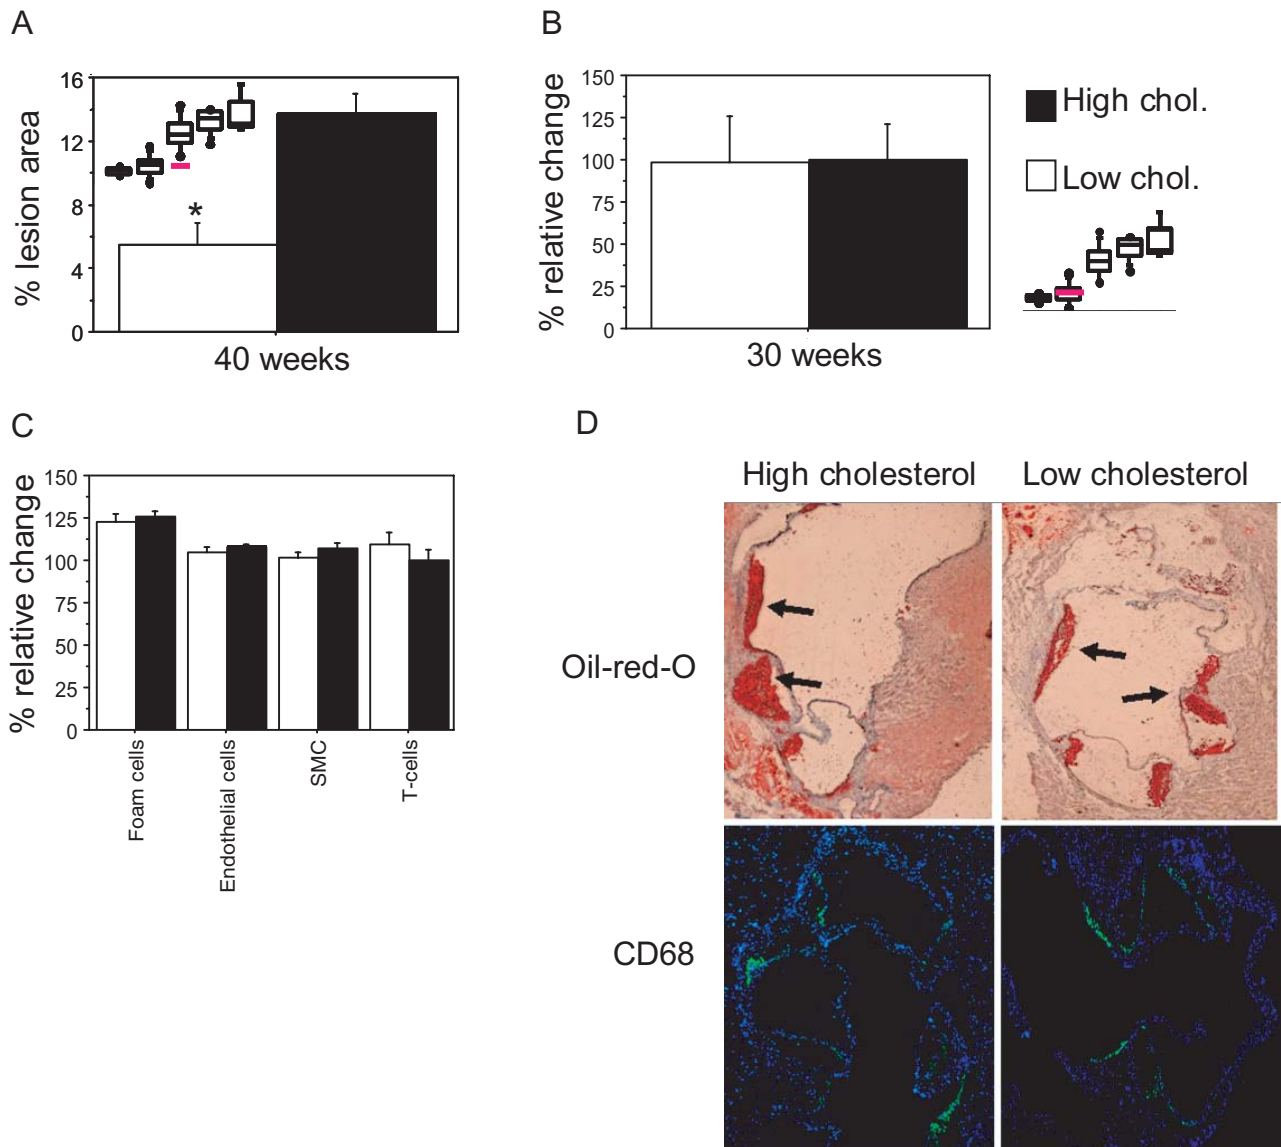 A
% lesion area
16
12
8
4
0
*
40 weeks
B
% relative change
150
125
100
75
50
25
0
30 weeks
High chol.
Low chol.
C
% relative change
150
125
100
75
50
25
0
Foam cells
Endothelial cells
SMC
T-cells
D
High cholesterol
Low cholesterol
Oil-red-O
CD68